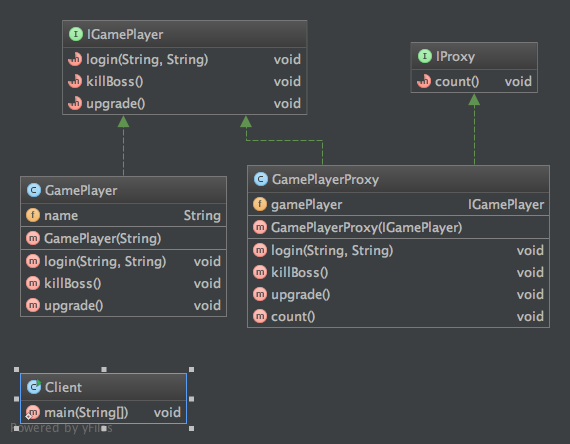 I IGamePlayer
m login(String, String) void
m killBoss() void
m upgrade() void
I IProxy
m count() void
C GamePlayer
f name String
m GamePlayer(String)
m login(String, String) void
m killBoss() void
m upgrade() void
C GamePlayerProxy
f gamePlayer IGamePlayer
m GamePlayerProxy(IGamePlayer)
m login(String, String) void
m killBoss() void
m upgrade() void
m count() void
C Client
m main(String[]) void
Powered by yFiles